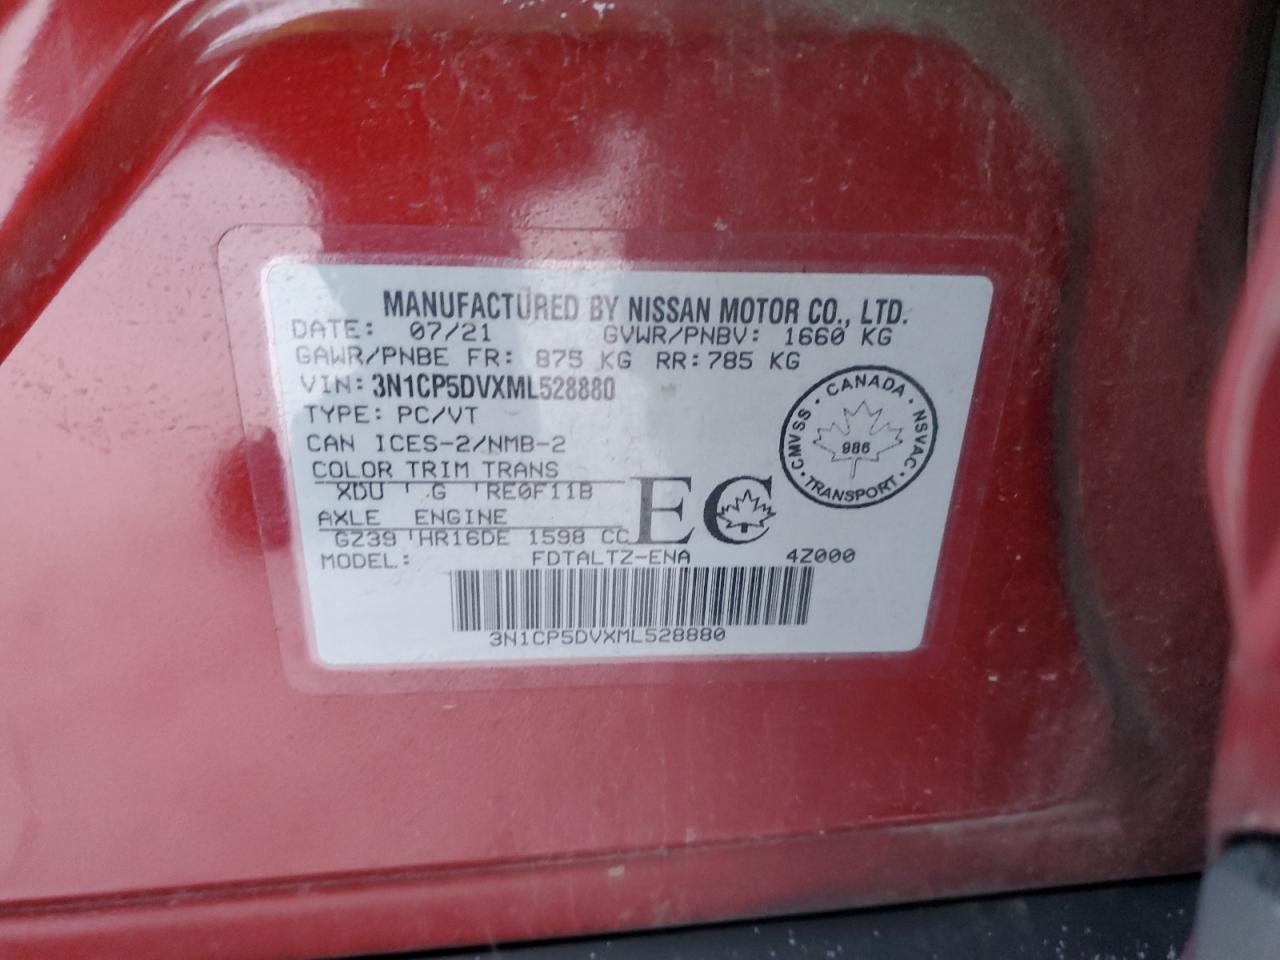 MANUFACTURED BY NISSAN MOTOR CO., LTD.
DATE: 07/21 GVWR/PNBV: 1660 KG
GAWR/PNBE FR: 875 KG RR: 785 KG
VIN: 3N1CP5DVXML528880
TYPE: PC/VT
CAN ICES-2/NMB-2
COLOR TRIM TRANS
XDU G RE0F11B
AXLE ENGINE
GZ39 HR16DE 1598 CC
MODEL: FDTALTZ-ENA 4Z000
3N1CP5DVXML528880
EC
CMVSS · CANADA · NSVAC · TRANSPORT ·
986